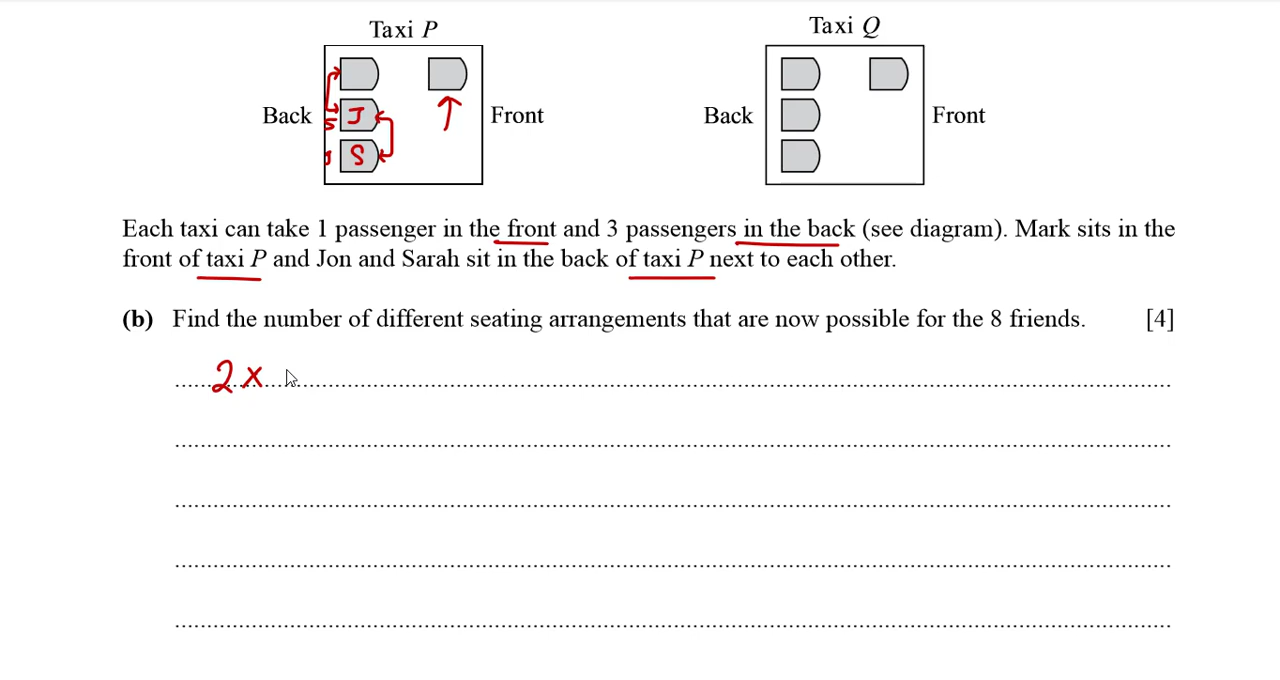 Taxi P
Taxi Q
Back
J
S
Front
Back
Front
Each taxi can take 1 passenger in the front and 3 passengers in the back (see diagram). Mark sits in the
front of taxi P and Jon and Sarah sit in the back of taxi P next to each other.
(b) Find the number of different seating arrangements that are now possible for the 8 friends. [4]
2 ×